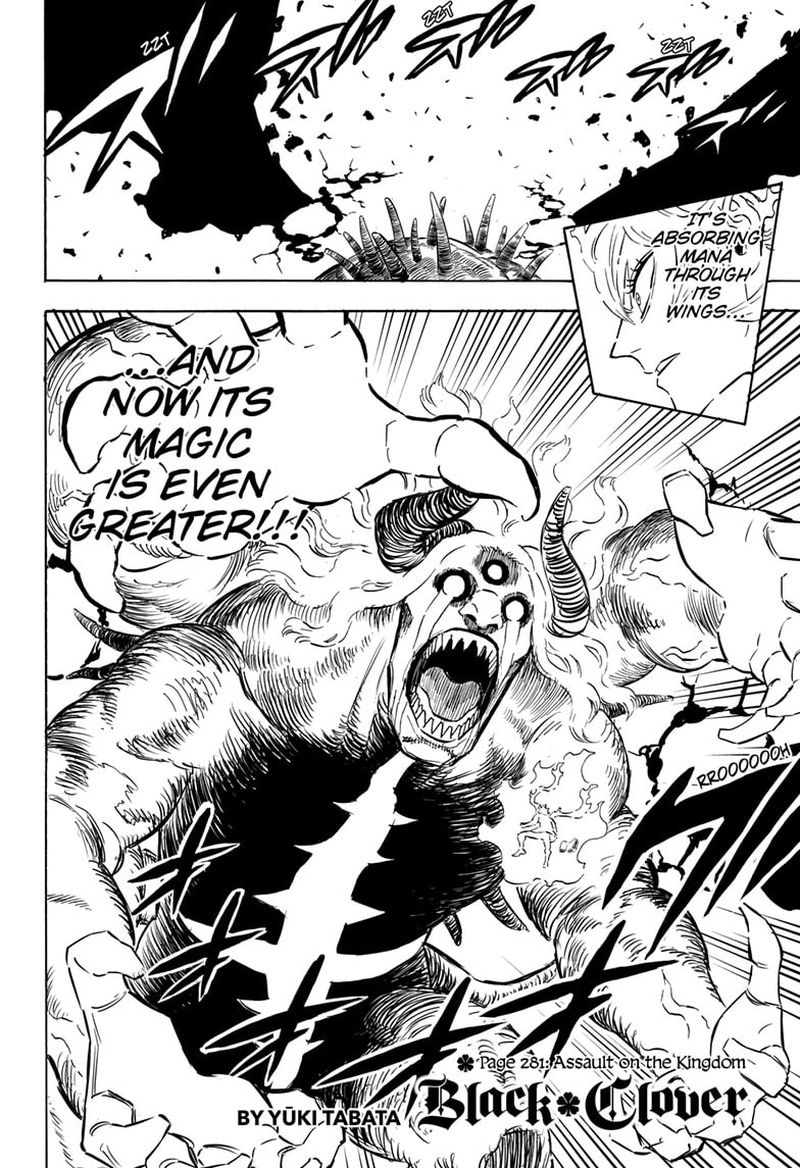 ZZT
ZZT
ZZT
IT'S
ABSORBING
MANA
THROUGH
ITS
WINGS...
...AND
NOW ITS
MAGIC
IS EVEN
GREATER!!!
RROOOOOOH
Page 281: Assault on the Kingdom
BY YŪKI TABATA
Black Clover